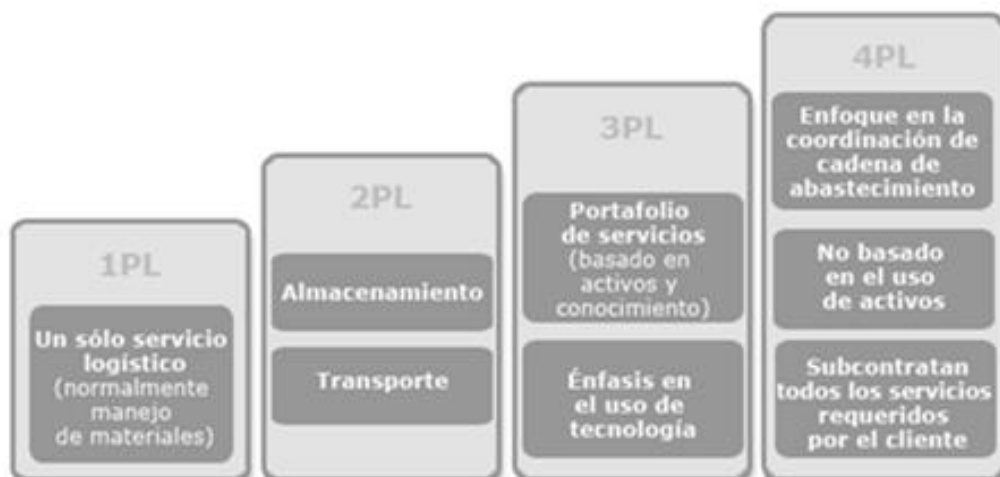 1PL
Un sólo servicio
logístico
(normalmente
manejo
de materiales)
2PL
Almacenamiento
Transporte
3PL
Portafolio
de servicios
(basado en
activos y
conocimiento)
Énfasis en
el uso de
tecnología
4PL
Enfoque en la
coordinación de
cadena de
abastecimiento
No basado
en el uso
de activos
Subcontratan
todos los servicios
requeridos
por el cliente